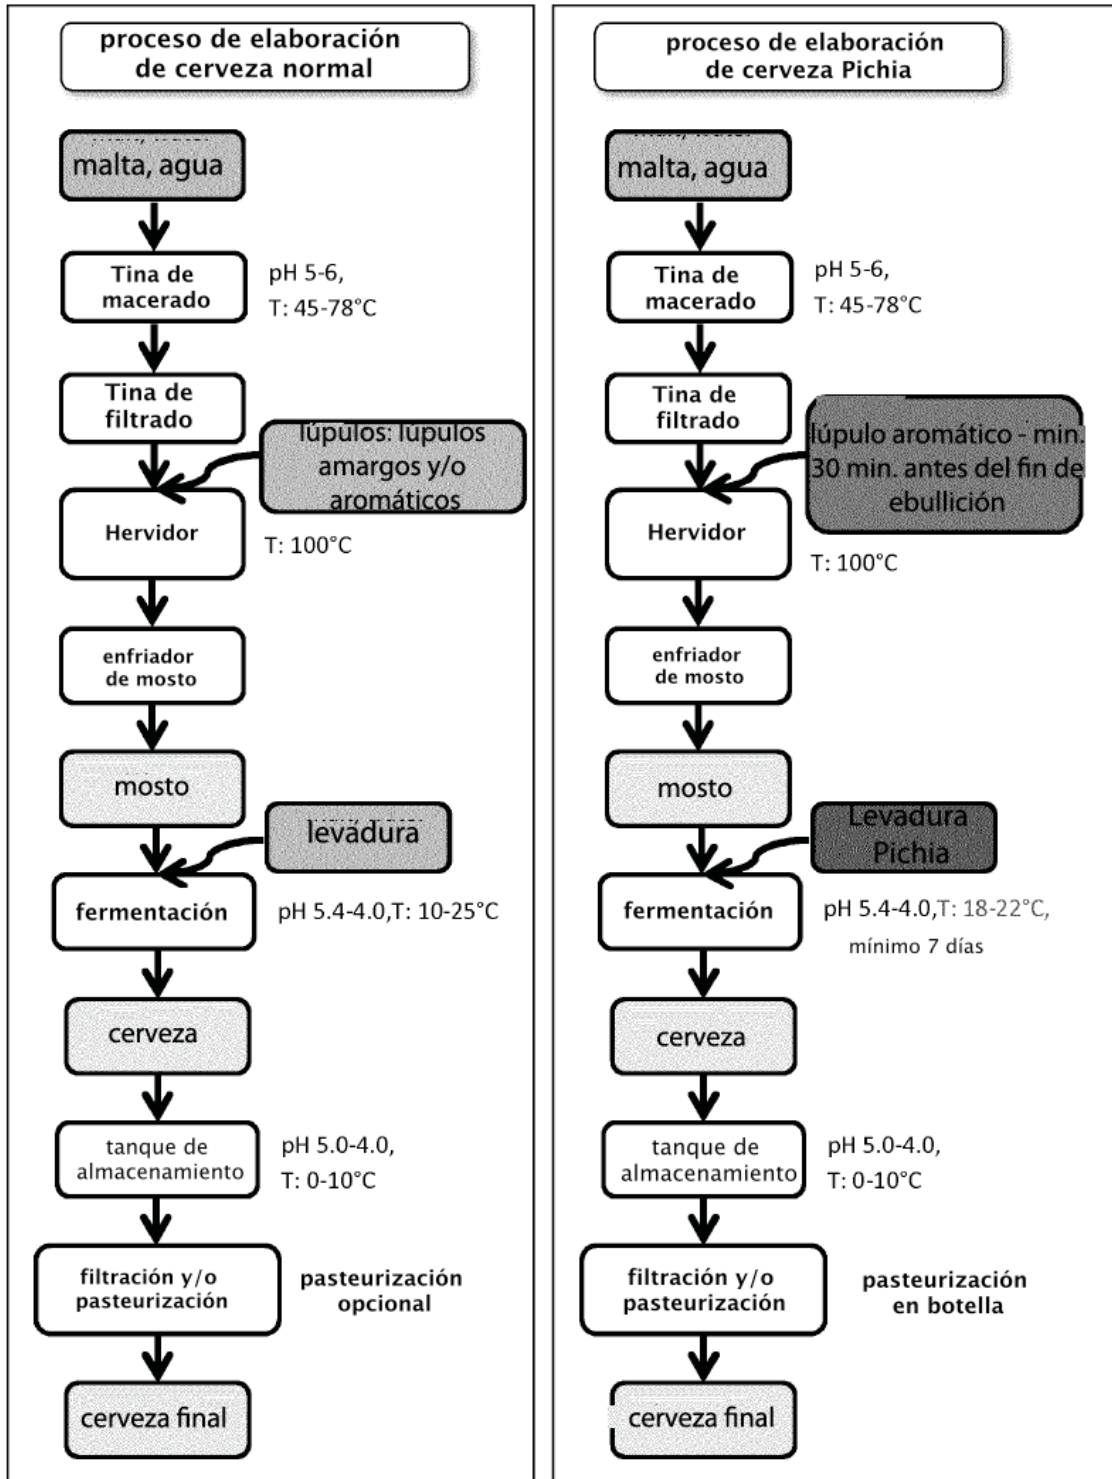 proceso de elaboración
de cerveza normal
malta, agua
Tina de
macerado
pH 5-6,
T: 45-78°C
Tina de
filtrado
lúpulos: lúpulos
amargos y/o
aromáticos
Hervidor
T: 100°C
enfriador
de mosto
mosto
levadura
fermentación
pH 5.4-4.0,T: 10-25°C
cerveza
tanque de
almacenamiento
pH 5.0-4.0,
T: 0-10°C
filtración y/o
pasteurización
pasteurización
opcional
cerveza final
proceso de elaboración
de cerveza Pichia
malta, agua
Tina de
macerado
pH 5-6,
T: 45-78°C
Tina de
filtrado
lúpulo aromático - min.
30 min. antes del fin de
ebullición
Hervidor
T: 100°C
enfriador
de mosto
mosto
Levadura
Pichia
fermentación
pH 5.4-4.0,T: 18-22°C,
mínimo 7 días
cerveza
tanque de
almacenamiento
pH 5.0-4.0,
T: 0-10°C
filtración y/o
pasteurización
pasteurización
en botella
cerveza final